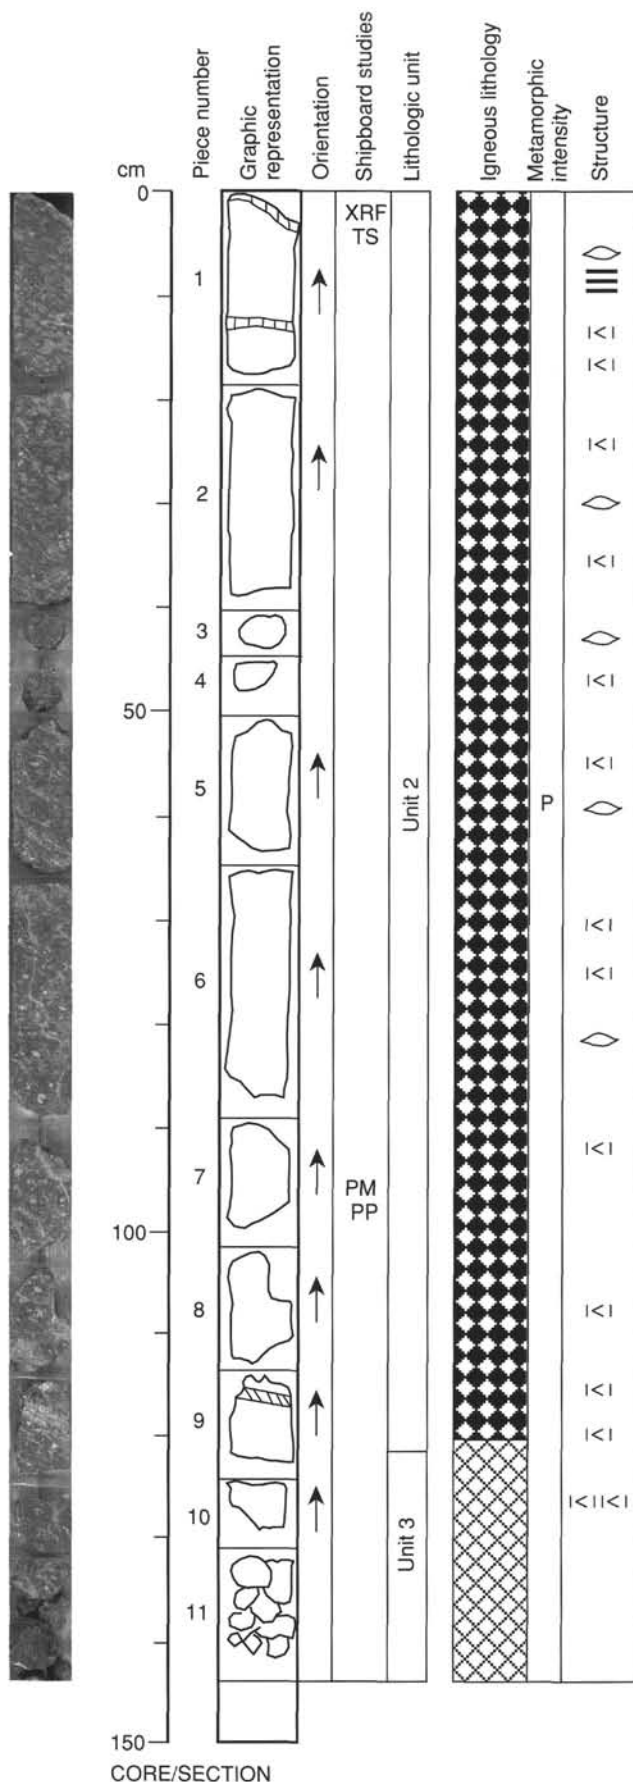 cm
Piece number
Graphic
representation
Orientation
Shipboard studies
Lithologic unit
Igneous lithology
Metamorphic
intensity
Structure
0
XRF
TS
1
2
3
4
50
5
Unit 2
P
6
7
PM
PP
100
8
9
10
Unit 3
11
150
CORE/SECTION